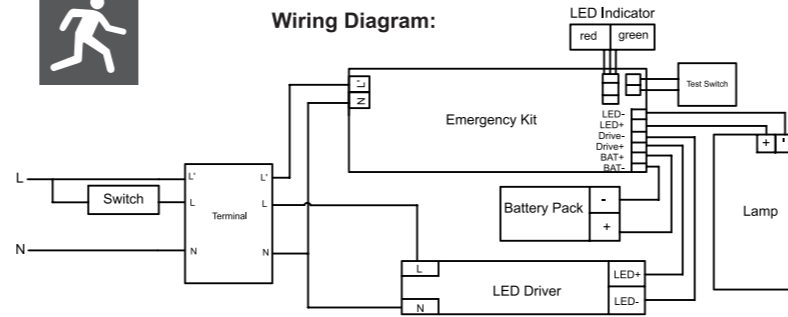 Wiring Diagram:
LED Indicator
red green
Test Switch
L'
N
Emergency Kit
LED-
LED+
Drive-
Drive+
BAT+
BAT-
+ -
Lamp
L
Switch
N
L' L'
L L
Terminal
N N
Battery Pack
-
+
L
N
LED Driver
LED+
LED-